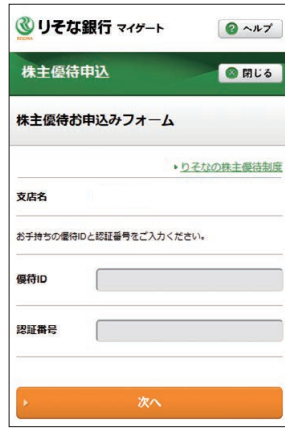 りそな銀行 マイゲート
RESONA
? ヘルプ
株主優待申込
閉じる
株主優待お申込みフォーム
りそなの株主優待制度
支店名
お手持ちの優待IDと認証番号をご入力ください。
優待ID
認証番号
次へ